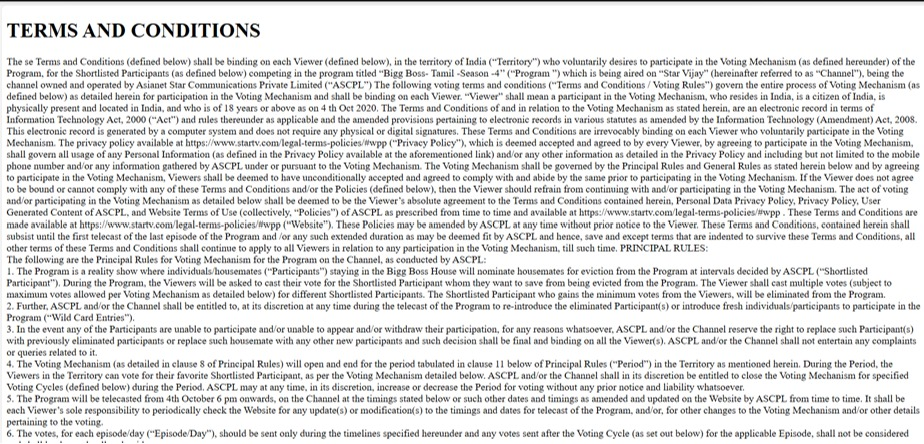 TERMS AND CONDITIONS
The se Terms and Conditions (defined below) shall be binding on each Viewer (defined below), in the territory of India (“Territory”) who voluntarily desires to participate in the Voting Mechanism (as defined hereunder) of the
Program, for the Shortlisted Participants (as defined below) competing in the program titled “Bigg Boss- Tamil -Season -4” (“Program ”) which is being aired on “Star Vijay” (hereinafter referred to as “Channel”), being the
channel owned and operated by Asianet Star Communications Private Limited (“ASCPL”) The following voting terms and conditions (“Terms and Conditions / Voting Rules”) govern the entire process of Voting Mechanism (as
defined below) as detailed herein for participation in the Voting Mechanism and shall be binding on each Viewer. “Viewer” shall mean a participant in the Voting Mechanism, who resides in India, is a citizen of India, is
physically present and located in India, and who is of 18 years or above as on 4 th Oct 2020. The Terms and Conditions of and in relation to the Voting Mechanism as stated herein, are an electronic record in terms of
Information Technology Act, 2000 (“Act”) and rules thereunder as applicable and the amended provisions pertaining to electronic records in various statutes as amended by the Information Technology (Amendment) Act, 2008.
This electronic record is generated by a computer system and does not require any physical or digital signatures. These Terms and Conditions are irrevocably binding on each Viewer who voluntarily participate in the Voting
Mechanism. The privacy policy available at https://www.startv.com/legal-terms-policies/#wpp (“Privacy Policy”), which is deemed accepted and agreed to by every Viewer, by agreeing to participate in the Voting Mechanism,
shall govern all usage of any Personal Information (as defined in the Privacy Policy available at the aforementioned link) and/or any other information as detailed in the Privacy Policy and including but not limited to the mobile
phone number and/or any information gathered by ASCPL under or pursuant to the Voting Mechanism. The Voting Mechanism shall be governed by the Principal Rules and General Rules as stated herein below and by agreeing
to participate in the Voting Mechanism, Viewers shall be deemed to have unconditionally accepted and agreed to comply with and abide by the same prior to participating in the Voting Mechanism. If the Viewer does not agree
to be bound or cannot comply with any of these Terms and Conditions and/or the Policies (defined below), then the Viewer should refrain from continuing with and/or participating in the Voting Mechanism. The act of voting
and/or participating in the Voting Mechanism as detailed below shall be deemed to be the Viewer’s absolute agreement to the Terms and Conditions contained herein, Personal Data Privacy Policy, Privacy Policy, User
Generated Content of ASCPL, and Website Terms of Use (collectively, “Policies”) of ASCPL as prescribed from time to time and available at https://www.startv.com/legal-terms-policies/#wpp . These Terms and Conditions are
made available at https://www.startv.com/legal-terms-policies/#wpp (“Website”). These Policies may be amended by ASCPL at any time without prior notice to the Viewer. These Terms and Conditions, contained herein shall
subsist until the first telecast of the last episode of the Program and /or any such extended duration as may be deemed fit by ASCPL and hence, save and except terms that are indented to survive these Terms and Conditions, all
other terms of these Terms and Conditions shall continue to apply to all Viewers in relation to any participation in the Voting Mechanism, till such time. PRINCIPAL RULES:
The following are the Principal Rules for Voting Mechanism for the Program on the Channel, as conducted by ASCPL:
1. The Program is a reality show where individuals/housemates (“Participants”) staying in the Bigg Boss House will nominate housemates for eviction from the Program at intervals decided by ASCPL (“Shortlisted
Participant”). During the Program, the Viewers will be asked to cast their vote for the Shortlisted Participant whom they want to save from being evicted from the Program. The Viewer shall cast multiple votes (subject to
maximum votes allowed per Voting Mechanism as detailed below) for different Shortlisted Participants. The Shortlisted Participant who gains the minimum votes from the Viewers, will be eliminated from the Program.
2. Further, ASCPL and/or the Channel shall be entitled to, at its discretion at any time during the telecast of the Program to re-introduce the eliminated Participant(s) or introduce fresh individuals/participants to participate in the
Program (“Wild Card Entries”).
3. In the event any of the Participants are unable to participate and/or unable to appear and/or withdraw their participation, for any reasons whatsoever, ASCPL and/or the Channel reserve the right to replace such Participant(s)
with previously eliminated participants or replace such housemate with any other new participants and such decision shall be final and binding on all the Viewer(s). ASCPL and/or the Channel shall not entertain any complaints
or queries related to it.
4. The Voting Mechanism (as detailed in clause 8 of Principal Rules) will open and end for the period tabulated in clause 11 below of Principal Rules (“Period”) in the Territory as mentioned herein. During the Period, the
Viewers in the Territory can vote for their favorite Shortlisted Participant, as per the Voting Mechanism detailed below. ASCPL and/or the Channel shall in its discretion be entitled to close the Voting Mechanism for specified
Voting Cycles (defined below) during the Period. ASCPL may at any time, in its discretion, increase or decrease the Period for voting without any prior notice and liability whatsoever.
5. The Program will be telecasted from 4th October 6 pm onwards, on the Channel at the timings stated below or such other dates and timings as amended and updated on the Website by ASCPL from time to time. It shall be
each Viewer’s sole responsibility to periodically check the Website for any update(s) or modification(s) to the timings and dates for telecast of the Program, and/or, for other changes to the Voting Mechanism and/or other details
pertaining to the voting.
6. The votes, for each episode/day (“Episode/Day”), should be sent only during the timelines specified hereunder and any votes sent after the Voting Cycle (as set out below) for the applicable Episode, shall not be considered